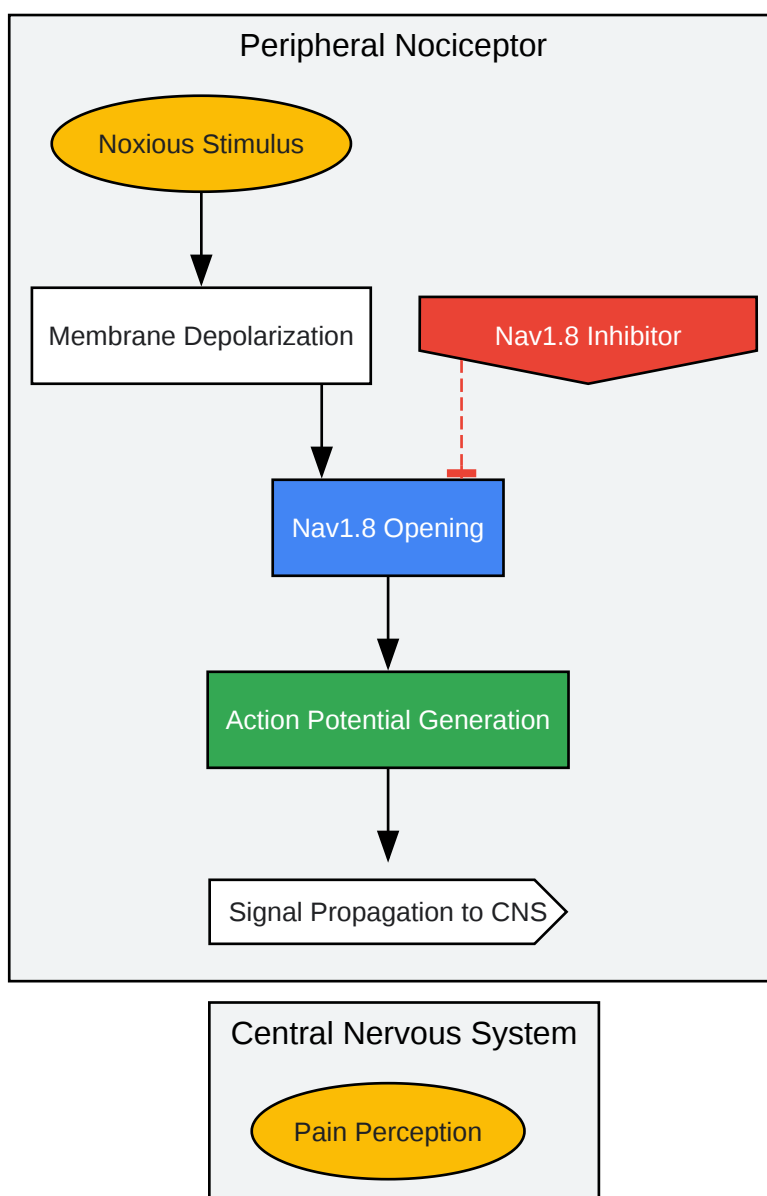 Peripheral Nociceptor
Noxious Stimulus
Membrane Depolarization
Nav1.8 Inhibitor
Nav1.8 Opening
Action Potential Generation
Signal Propagation to CNS
Central Nervous System
Pain Perception